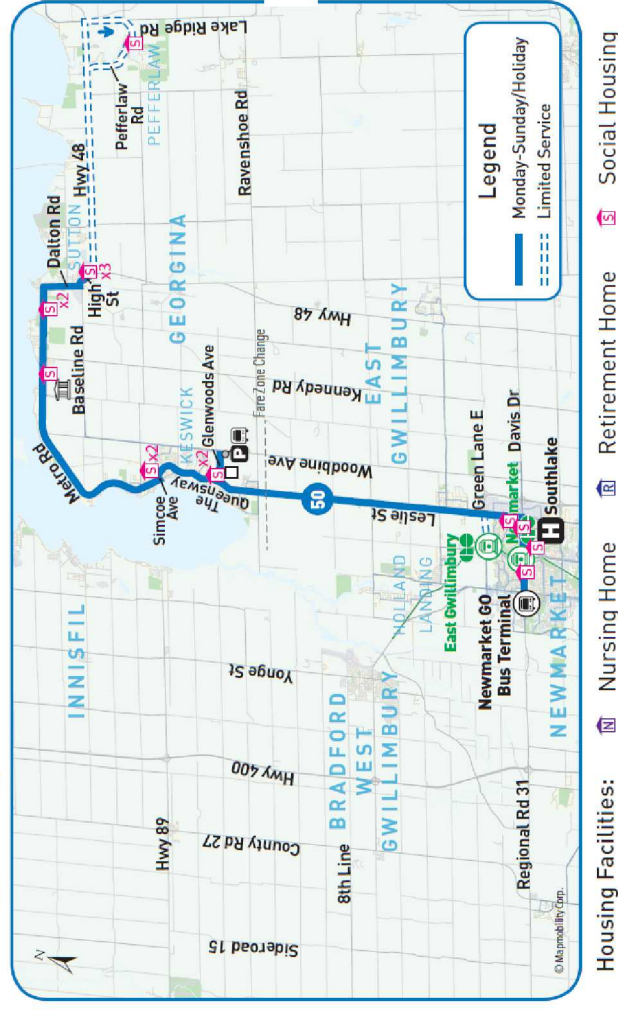 Lake Ridge Rd
Pefferlaw
Rd
PEFFERLAW
Hwy 48
Dalton Rd
SUTTON
S
S
x3
High
St
S
x2
S
Baseline Rd
Ravenshoe Rd
GEORGINA
Hwy 48
Metro Rd
KESWICK
Glenwoods Ave
S
x2
x2
S
P
Simcoe
Ave
The
Queensway
Fare Zone Change
Kennedy Rd
Woodbine Ave
EAST
GWILLIMBURY
50
Leslie St
Green Lane E
Davis Dr
H Southlake
S
S
S
S
HOLLAND
LANDING
East Gwillimbury
GO
Newmarket GO
Bus Terminal
NEWMARKET
INNISFIL
Yonge St
BRADFORD
WEST
GWILLIMBURY
Hwy 400
Hwy 89
County Rd 27
8th Line
Regional Rd 31
Sideroad 15
N
© Mapmobility Corp.
Legend
Monday-Sunday/Holiday
Limited Service
Housing Facilities: N Nursing Home R Retirement Home S Social Housing